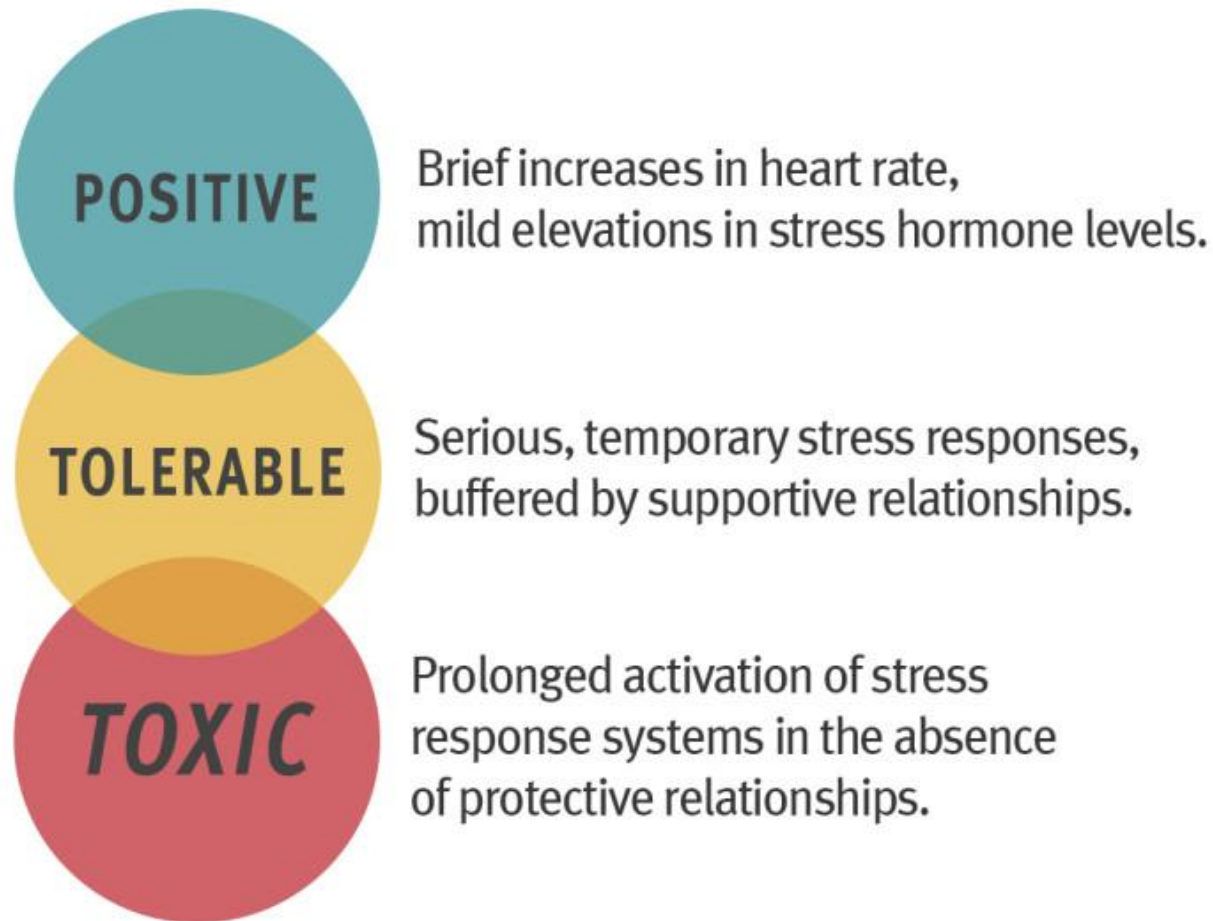 POSITIVE
Brief increases in heart rate,
mild elevations in stress hormone levels.
TOLERABLE
Serious, temporary stress responses,
buffered by supportive relationships.
TOXIC
Prolonged activation of stress
response systems in the absence
of protective relationships.